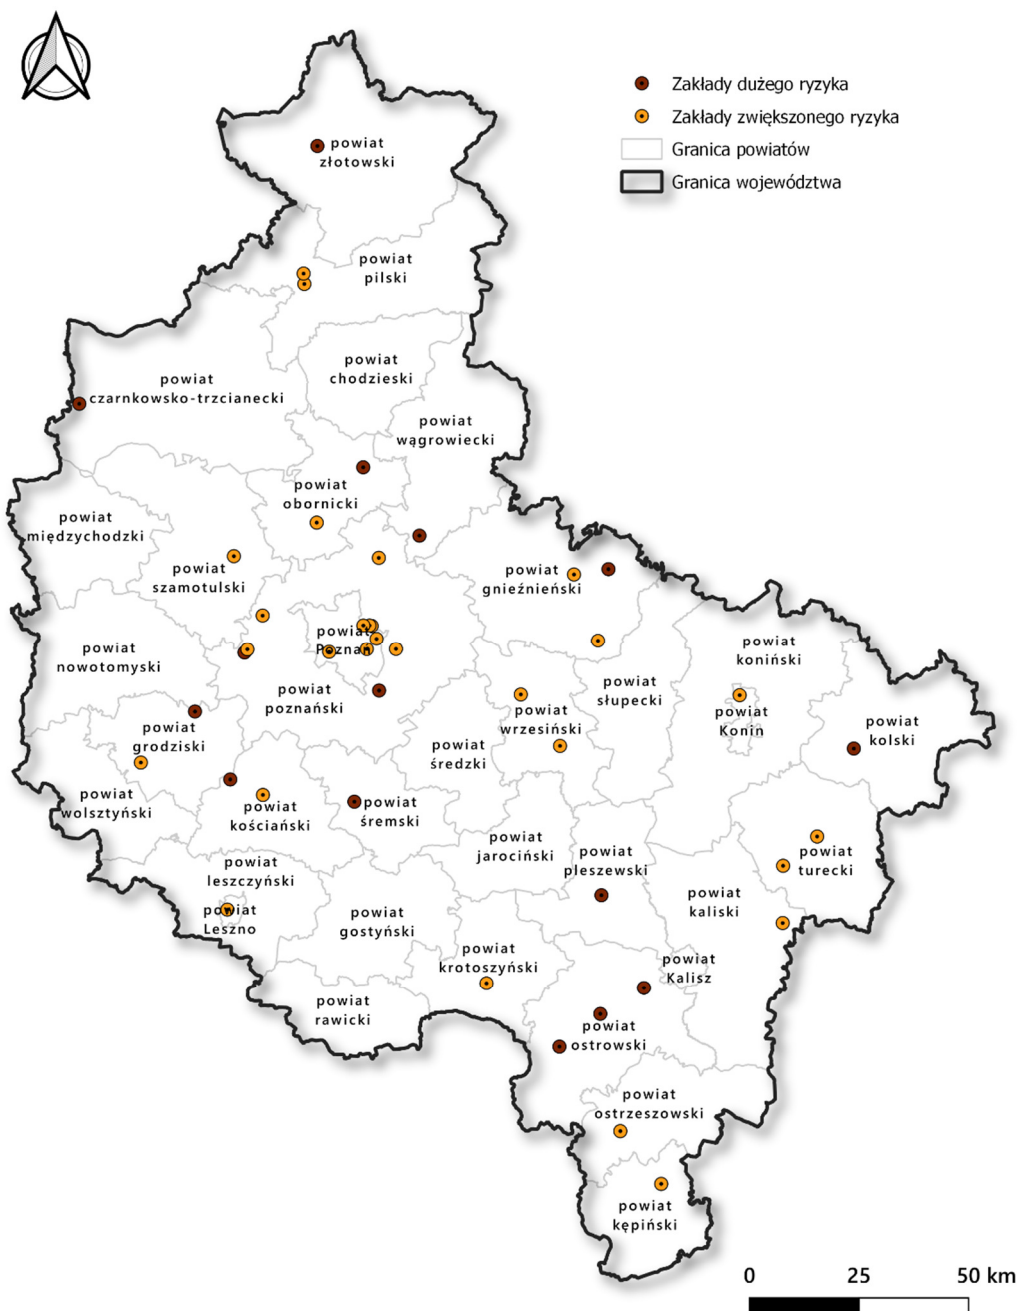 Zakłady dużego ryzyka
Zakłady zwiększonego ryzyka
Granica powiatów
Granica województwa
powiat
złotowski
powiat
pilski
powiat
chodzieski
powiat
czarnkowsko-trzcianecki
powiat
wągrowiecki
powiat
obornicki
powiat
międzychodzki
powiat
szamotulski
powiat
gnieźnieński
powiat
Poznań
powiat
nowotomyski
powiat
koniński
powiat
poznański
powiat
słupecki
powiat
wrzesiński
powiat
Konin
powiat
kolski
powiat
grodziski
powiat
średzki
powiat
wolsztyński
powiat
kościański
powiat
śremski
powiat
jarociński
powiat
pleszewski
powiat
turecki
powiat
leszczyński
powiat
kaliski
powiat
Leszno
powiat
gostyński
powiat
krotoszyński
powiat
Kalisz
powiat
rawicki
powiat
ostrowski
powiat
ostrzeszowski
powiat
kępiński
0 25 50 km